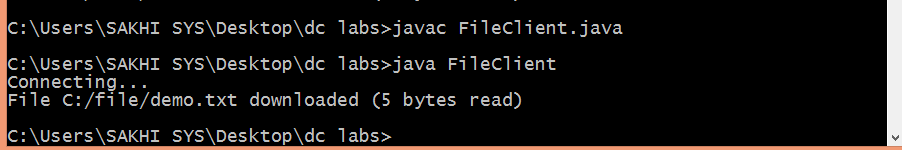 C:\Users\SAKHI SYS\Desktop\dc labs>javac FileClient.java
C:\Users\SAKHI SYS\Desktop\dc labs>java FileClient
Connecting...
File C:/file/demo.txt downloaded (5 bytes read)
C:\Users\SAKHI SYS\Desktop\dc labs>